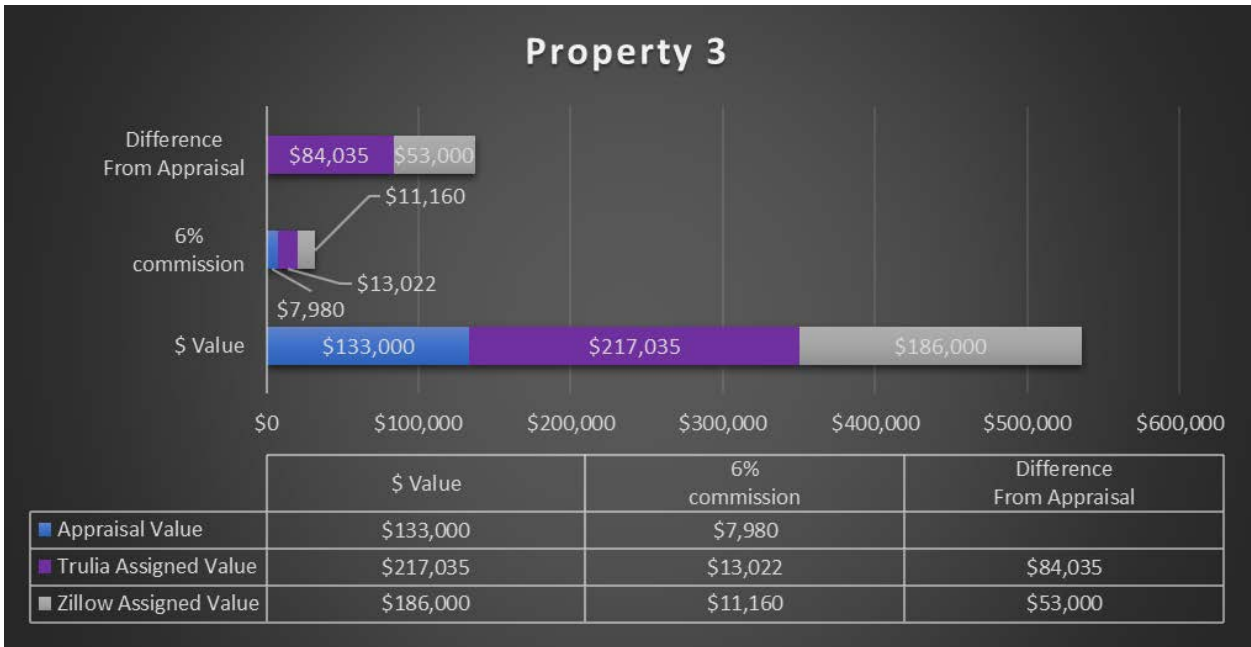 Property 3
Difference
From Appraisal
$84,035
$53,000
$11,160
6%
commission
$13,022
$7,980
$ Value
$133,000
$217,035
$186,000
$0
$100,000
$200,000
$300,000
$400,000
$500,000
$600,000
$ Value
6%
commission
Difference
From Appraisal
Appraisal Value
$133,000
$7,980
Trulia Assigned Value
$217,035
$13,022
$84,035
Zillow Assigned Value
$186,000
$11,160
$53,000